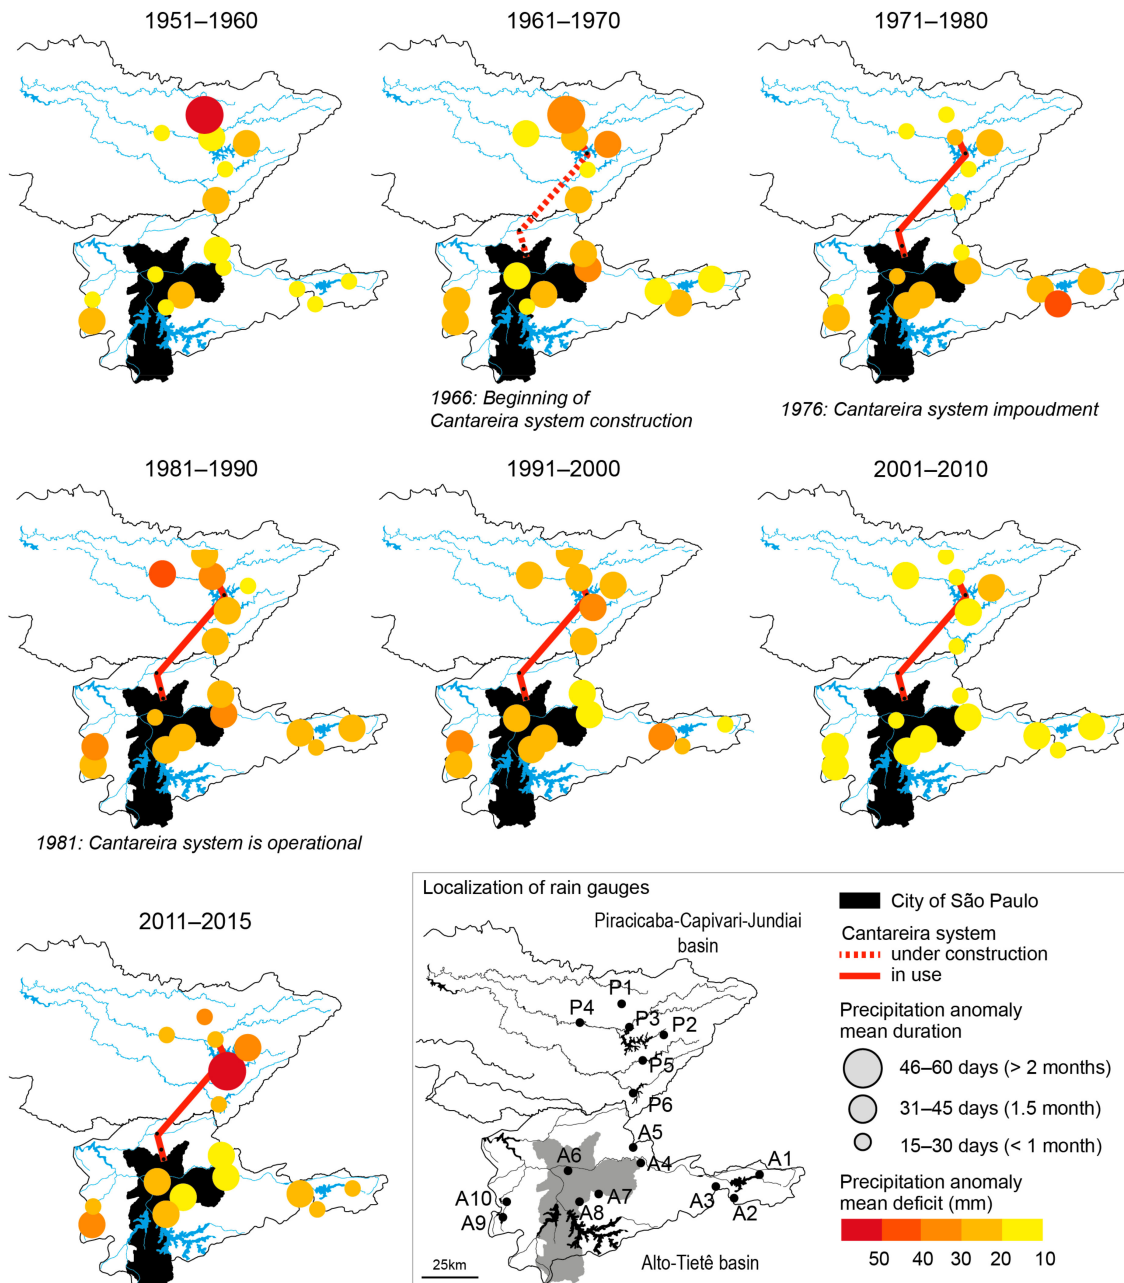 1951–1960
1961–1970
1971–1980
1966: Beginning of
Cantareira system construction
1976: Cantareira system impoudment
1981–1990
1991–2000
2001–2010
1981: Cantareira system is operational
2011–2015
Localization of rain gauges
Piracicaba-Capivari-Jundiai
basin
P1
P4
P3
P2
P5
P6
A5
A6
A4
A1
A3
A2
A7
A10
A8
A9
25km
Alto-Tietê basin
City of São Paulo
Cantareira system
under construction
in use
Precipitation anomaly
mean duration
46–60 days (> 2 months)
31–45 days (1.5 month)
15–30 days (< 1 month)
Precipitation anomaly
mean deficit (mm)
50 40 30 20 10